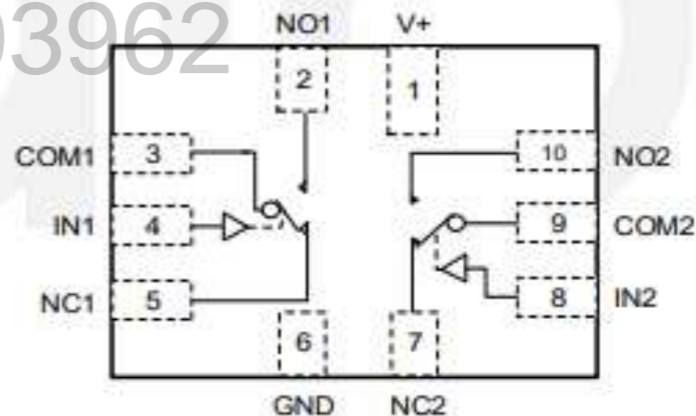 93962
NO1 V+
2 1
COM1 3 10 NO2
IN1 4 9 COM2
NC1 5 8 IN2
6 7
GND NC2